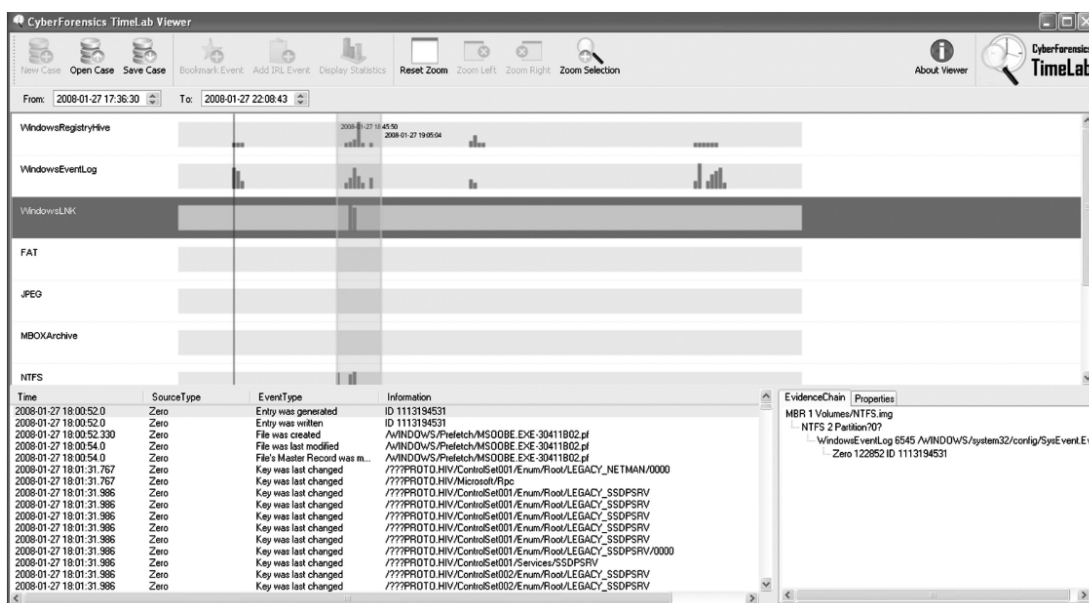 CyberForensics TimeLab Viewer
New Case Open Case Save Case Bookmark Event Add IRL Event Display Statistics Reset Zoom Zoom Left Zoom Right Zoom Selection About Viewer CyberForensics TimeLab
From: 2008-01-27 17:36:30 To: 2008-01-27 22:08:43
WindowsRegistryHive
2008-01-27 18:45:50
2008-01-27 19:05:04
WindowsEventLog
WindowsLNK
FAT
JPEG
MBOXArchive
NTFS
Time SourceType EventType Information
2008-01-27 18:00:52.0 Zero Entry was generated ID 1113194531
2008-01-27 18:00:52.0 Zero Entry was written ID 1113194531
2008-01-27 18:00:52.330 Zero File was created /WINDOWS/Prefetch/MSOOBE.EXE-30411B02.pf
2008-01-27 18:00:54.0 Zero File was last modified /WINDOWS/Prefetch/MSOOBE.EXE-30411B02.pf
2008-01-27 18:00:54.0 Zero File's Master Record was m... /WINDOWS/Prefetch/MSOOBE.EXE-30411B02.pf
2008-01-27 18:01:31.767 Zero Key was last changed /???PROTO.HIV/ControlSet001/Enum/Root/LEGACY_NETMAN/0000
2008-01-27 18:01:31.767 Zero Key was last changed /???PROTO.HIV/Microsoft/Rpc
2008-01-27 18:01:31.986 Zero Key was last changed /???PROTO.HIV/ControlSet001/Enum/Root/LEGACY_SSDPSRV
2008-01-27 18:01:31.986 Zero Key was last changed /???PROTO.HIV/ControlSet001/Enum/Root/LEGACY_SSDPSRV
2008-01-27 18:01:31.986 Zero Key was last changed /???PROTO.HIV/ControlSet001/Enum/Root/LEGACY_SSDPSRV
2008-01-27 18:01:31.986 Zero Key was last changed /???PROTO.HIV/ControlSet001/Enum/Root/LEGACY_SSDPSRV
2008-01-27 18:01:31.986 Zero Key was last changed /???PROTO.HIV/ControlSet001/Enum/Root/LEGACY_SSDPSRV/0000
2008-01-27 18:01:31.986 Zero Key was last changed /???PROTO.HIV/ControlSet001/Services/SSDPSRV
2008-01-27 18:01:31.986 Zero Key was last changed /???PROTO.HIV/ControlSet002/Enum/Root/LEGACY_SSDPSRV
2008-01-27 18:01:31.986 Zero Key was last changed /???PROTO.HIV/ControlSet002/Enum/Root/LEGACY_SSDPSRV
EvidenceChain Properties
MBR 1 Volumes/NTFS.img
NTFS 2 Partition?0?
WindowsEventLog 6545 /WINDOWS/system32/config/SysEvent.Ev
Zero 122852 ID 1113194531